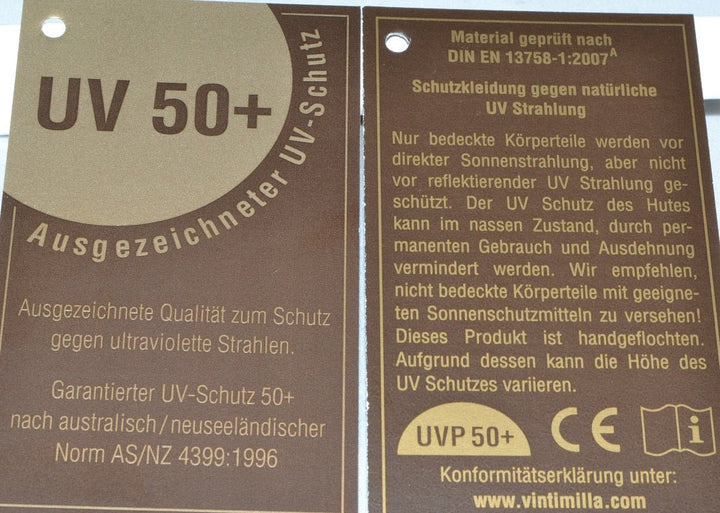 UV 50+
Ausgezeichneter UV-Schutz
Ausgezeichnete Qualität zum Schutz
gegen ultraviolette Strahlen.
Garantierter UV-Schutz 50+
nach australisch / neuseeländischer
Norm AS/NZ 4399:1996
Material geprüft nach
DIN EN 13758-1:2007A
Schutzkleidung gegen natürliche
UV Strahlung
Nur bedeckte Körperteile werden vor
direkter Sonnenstrahlung, aber nicht
vor reflektierender UV Strahlung ge-
schützt. Der UV Schutz des Hutes
kann im nassen Zustand, durch per-
manenten Gebrauch und Ausdehnung
vermindert werden. Wir empfehlen,
nicht bedeckte Körperteile mit geeigne-
ten Sonnenschutzmitteln zu versehen!
Dieses Produkt ist handgeflochten.
Aufgrund dessen kann die Höhe des
UV Schutzes variieren.
UVP 50+
CE
i
Konformitätserklärung unter:
www.vintimilla.com